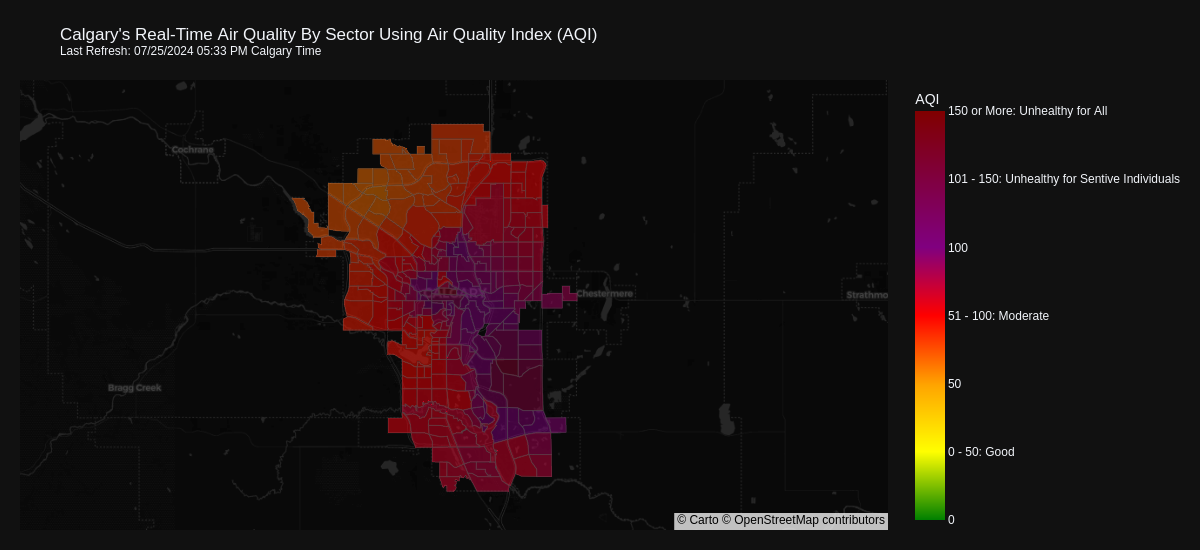 Calgary's Real-Time Air Quality By Sector Using Air Quality Index (AQI)
Last Refresh: 07/25/2024 05:33 PM Calgary Time
AQI
150 or More: Unhealthy for All
Cochrane
101 - 150: Unhealthy for Sentive Individuals
100
CALGARY
Chestermere
Strathmo
51 - 100: Moderate
Bragg Creek
50
0 - 50: Good
0
© Carto © OpenStreetMap contributors